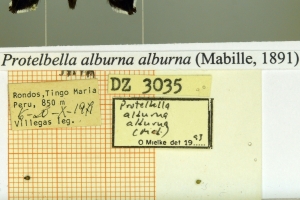 Protelbella alburna alburna (Mabille, 1891)
DZ 3035
Rondos, Tingo Maria
Peru, 850 m
Villegas leg.
Protelbella
alburna
alburna
O Mielke det 19